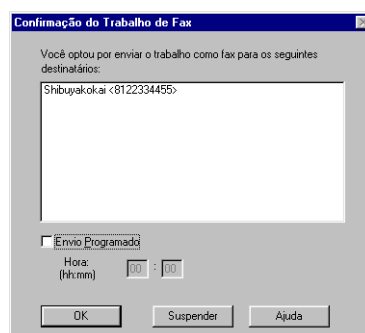 Confirmação do Trabalho de Fax
Você optou por enviar o trabalho como fax para os seguintes
destinatários:
Shibuyakokai <8122334455>
Envio Programado
Hora:
(hh:mm)
00 : 00
OK Suspender Ajuda